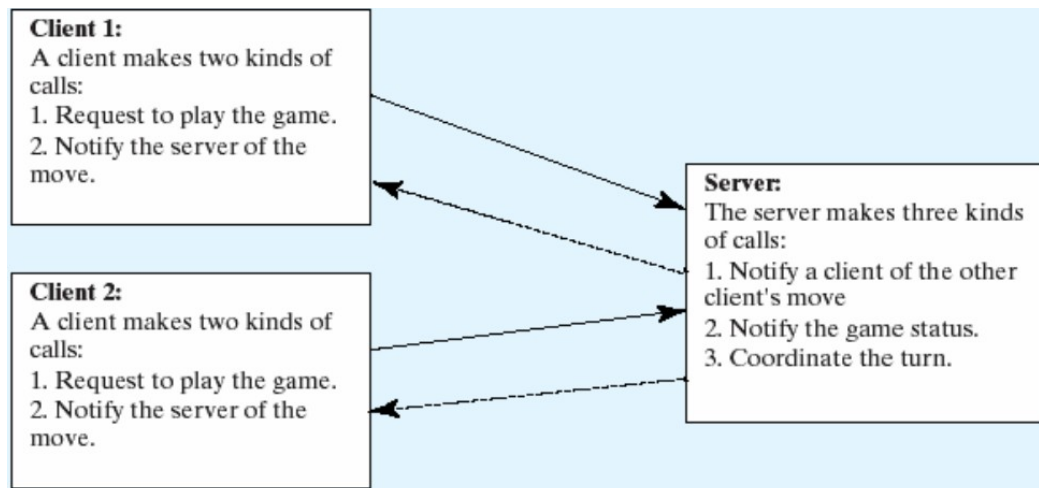 Client 1:
A client makes two kinds of
calls:
1. Request to play the game.
2. Notify the server of the
move.
Client 2:
A client makes two kinds of
calls:
1. Request to play the game.
2. Notify the server of the
move.
Server:
The server makes three kinds
of calls:
1. Notify a client of the other
client's move
2. Notify the game status.
3. Coordinate the turn.